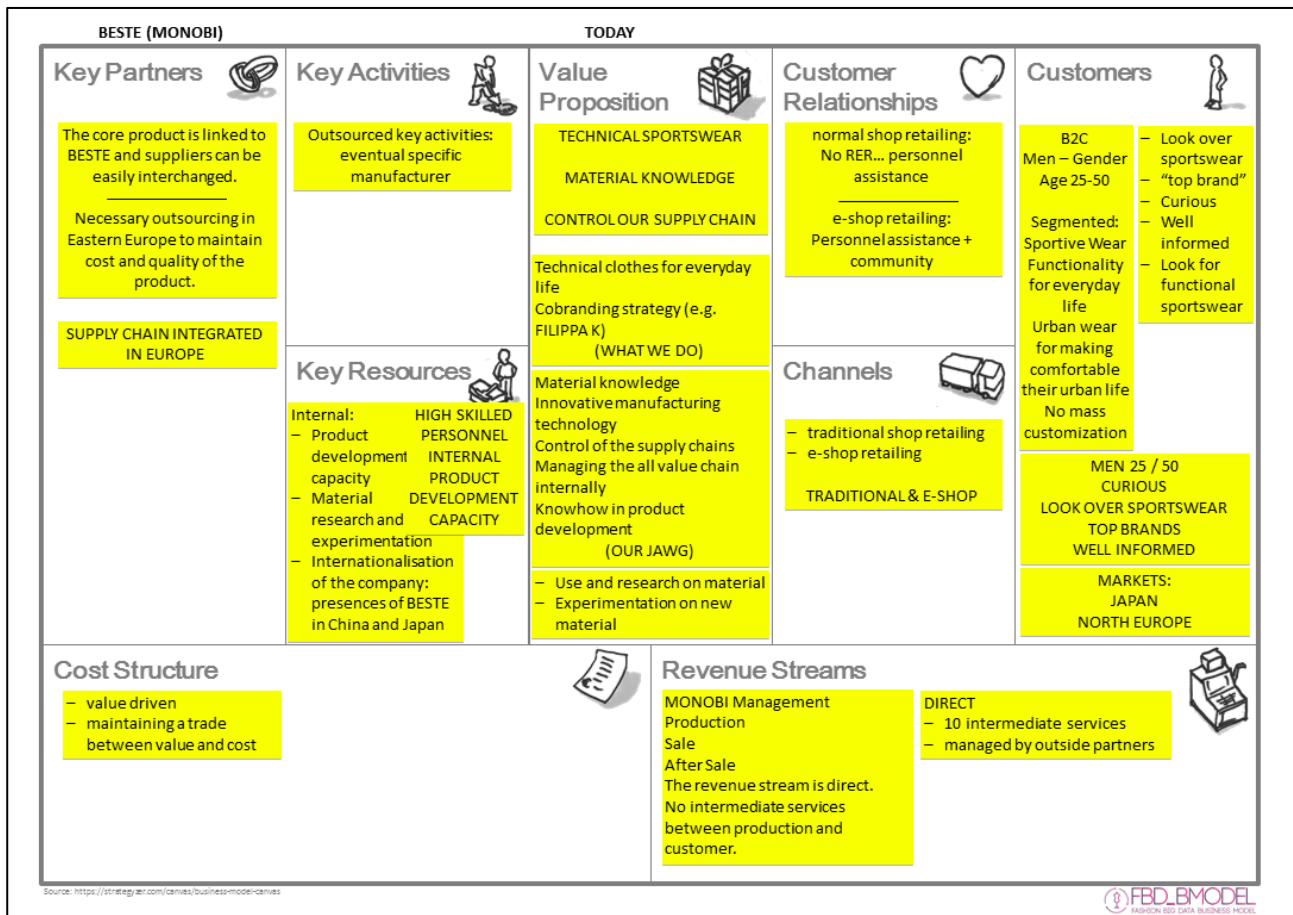 BESTE (MONOBI)
TODAY
Key Partners
The core product is linked to
BESTE and suppliers can be
easily interchanged.
Necessary outsourcing in
Eastern Europe to maintain
cost and quality of the
product.
SUPPLY CHAIN INTEGRATED
IN EUROPE
Key Activities
Outsourced key activities:
eventual specific
manufacturer
Key Resources
Internal:
– Product
development
capacity
– Material
research and
experimentation
– Internationalisation
of the company:
presences of BESTE
in China and Japan
HIGH SKILLED
PERSONNEL
INTERNAL
PRODUCT
DEVELOPMENT
CAPACITY
Value
Proposition
TECHNICAL SPORTSWEAR
MATERIAL KNOWLEDGE
CONTROL OUR SUPPLY CHAIN
Technical clothes for everyday
life
Cobranding strategy (e.g.
FILIPPA K)
(WHAT WE DO)
Material knowledge
Innovative manufacturing
technology
Control of the supply chains
Managing the all value chain
internally
Knowhow in product
development
(OUR JAWG)
– Use and research on material
– Experimentation on new
material
Customer
Relationships
normal shop retailing:
No RER... personnel
assistance
e-shop retailing:
Personnel assistance +
community
Channels
– traditional shop retailing
– e-shop retailing
TRADITIONAL & E-SHOP
Customers
B2C
Men – Gender
Age 25-50
Segmented:
Sportive Wear
Functionality
for everyday
life
Urban wear
for making
comfortable
their urban life
No mass
customization
– Look over
sportswear
– "top brand"
– Curious
– Well
informed
– Look for
functional
sportswear
MEN 25 / 50
CURIOUS
LOOK OVER SPORTSWEAR
TOP BRANDS
WELL INFORMED
MARKETS:
JAPAN
NORTH EUROPE
Cost Structure
– value driven
– maintaining a trade
between value and cost
Revenue Streams
MONOBI Management
Production
Sale
After Sale
The revenue stream is direct.
No intermediate services
between production and
customer.
DIRECT
– 10 intermediate services
– managed by outside partners
Source: https://strategyzer.com/canvas/business-model-canvas
FBD_BMODEL
FASHION BIG DATA BUSINESS MODEL